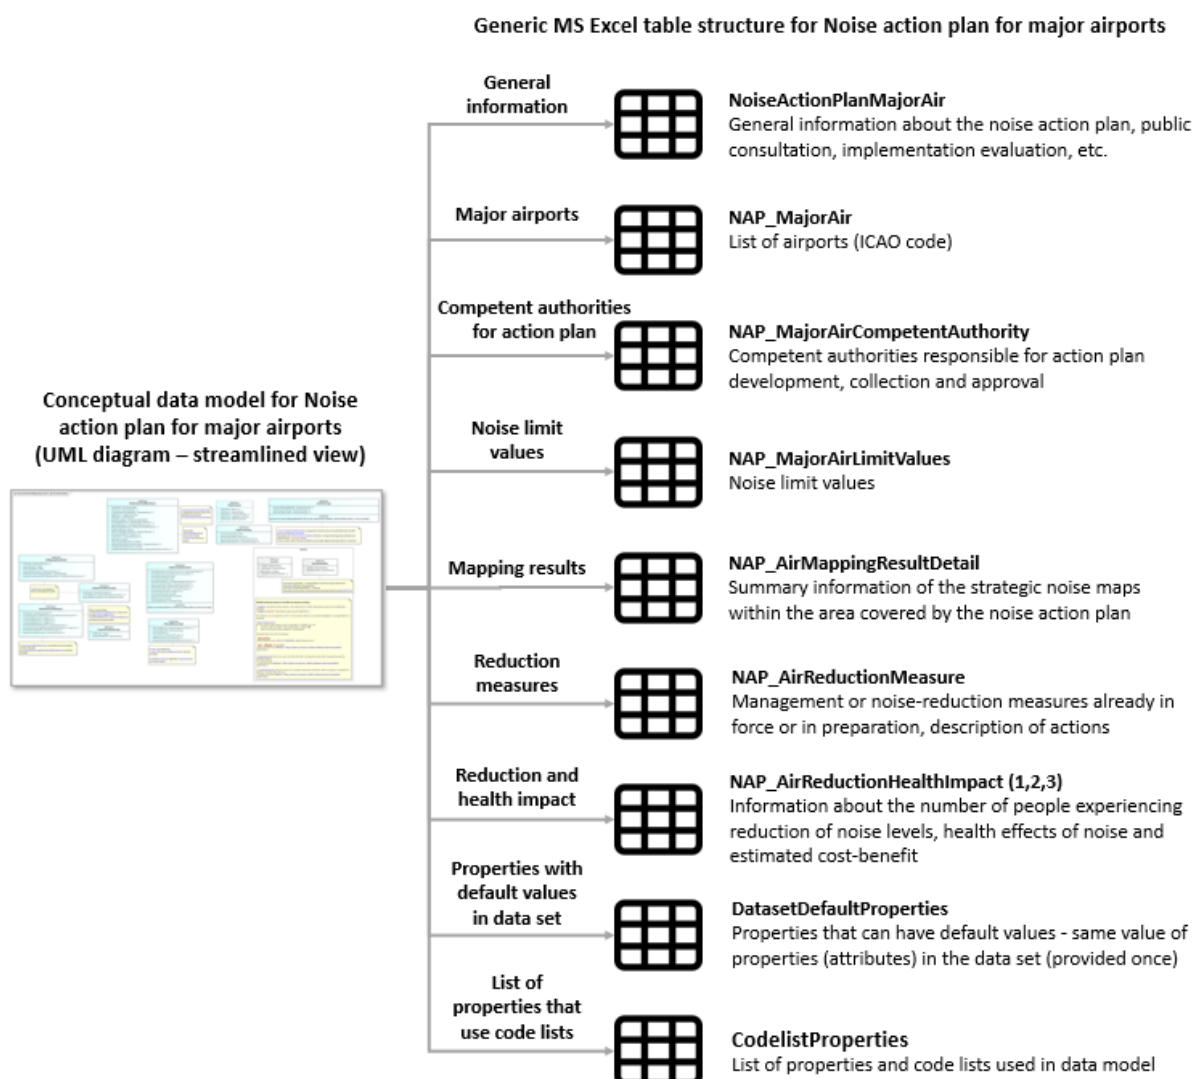 Generic MS Excel table structure for Noise action plan for major airports
General
information
NoiseActionPlanMajorAir
General information about the noise action plan, public
consultation, implementation evaluation, etc.
Major airports
NAP_MajorAir
List of airports (ICAO code)
Competent authorities
for action plan
NAP_MajorAirCompetentAuthority
Competent authorities responsible for action plan
development, collection and approval
Conceptual data model for Noise
action plan for major airports
(UML diagram – streamlined view)
Noise limit
values
NAP_MajorAirLimitValues
Noise limit values
Mapping results
NAP_AirMappingResultDetail
Summary information of the strategic noise maps
within the area covered by the noise action plan
Reduction
measures
NAP_AirReductionMeasure
Management or noise-reduction measures already in
force or in preparation, description of actions
Reduction and
health impact
NAP_AirReductionHealthImpact (1,2,3)
Information about the number of people experiencing
reduction of noise levels, health effects of noise and
estimated cost-benefit
Properties with
default values
in data set
DatasetDefaultProperties
Properties that can have default values - same value of
properties (attributes) in the data set (provided once)
List of
properties that
use code lists
CodelistProperties
List of properties and code lists used in data model